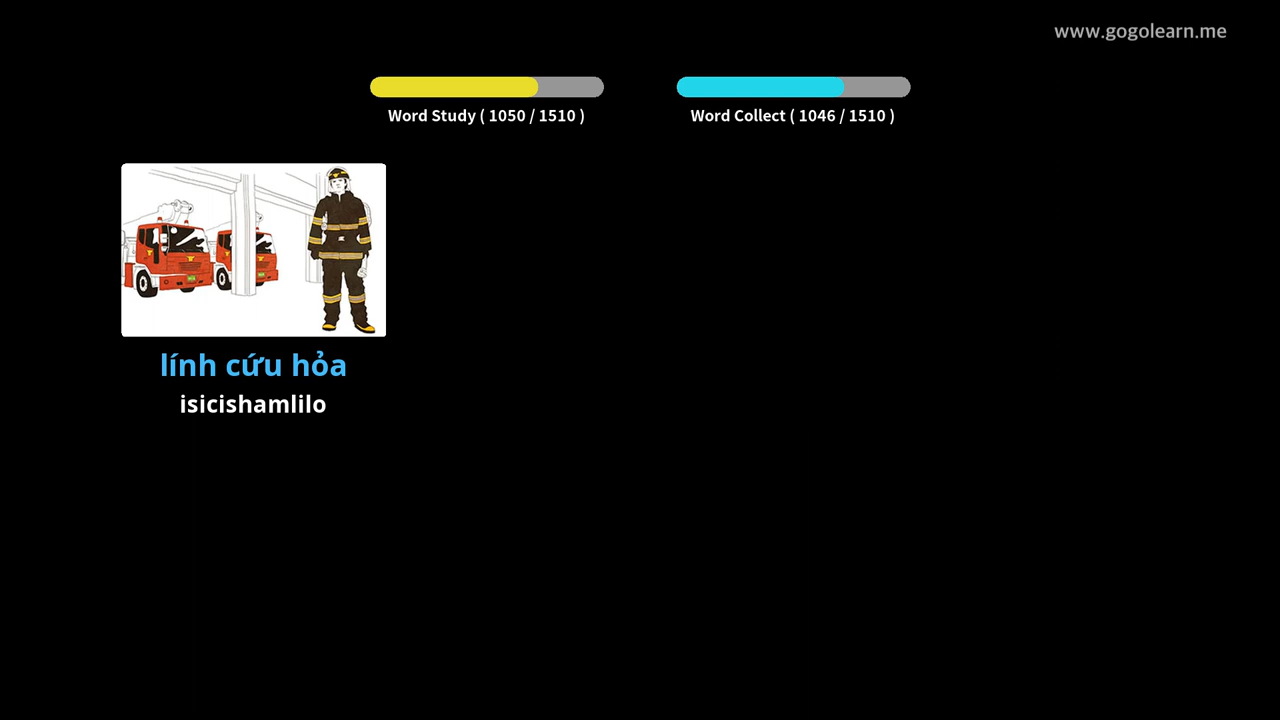 www.gogolearn.me
Word Study ( 1050 / 1510 )
Word Collect ( 1046 / 1510 )
lính cứu hỏa
isicishamlilo